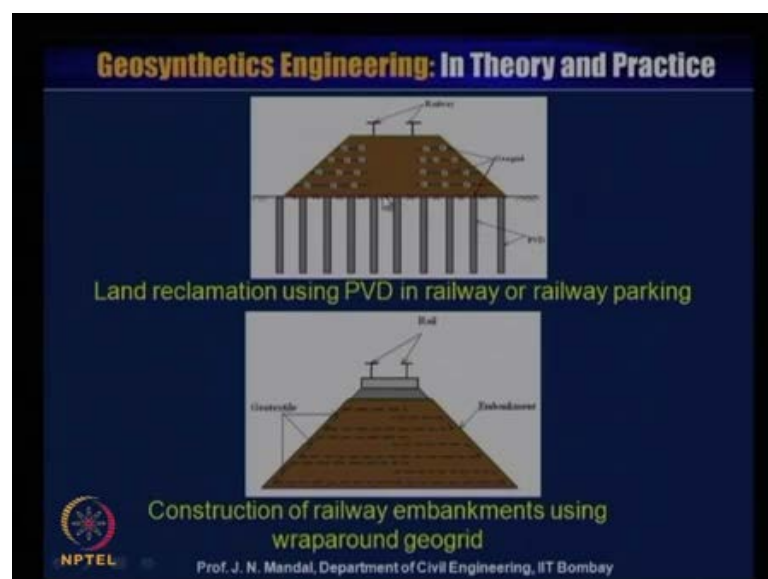 Geosynthetics Engineering: In Theory and Practice
Railway
Geogrid
PVD
Land reclamation using PVD in railway or railway parking
Rail
Geotextile
Embankment
Construction of railway embankments using
wraparound geogrid
NPTEL
Prof. J. N. Mandal, Department of Civil Engineering, IIT Bombay